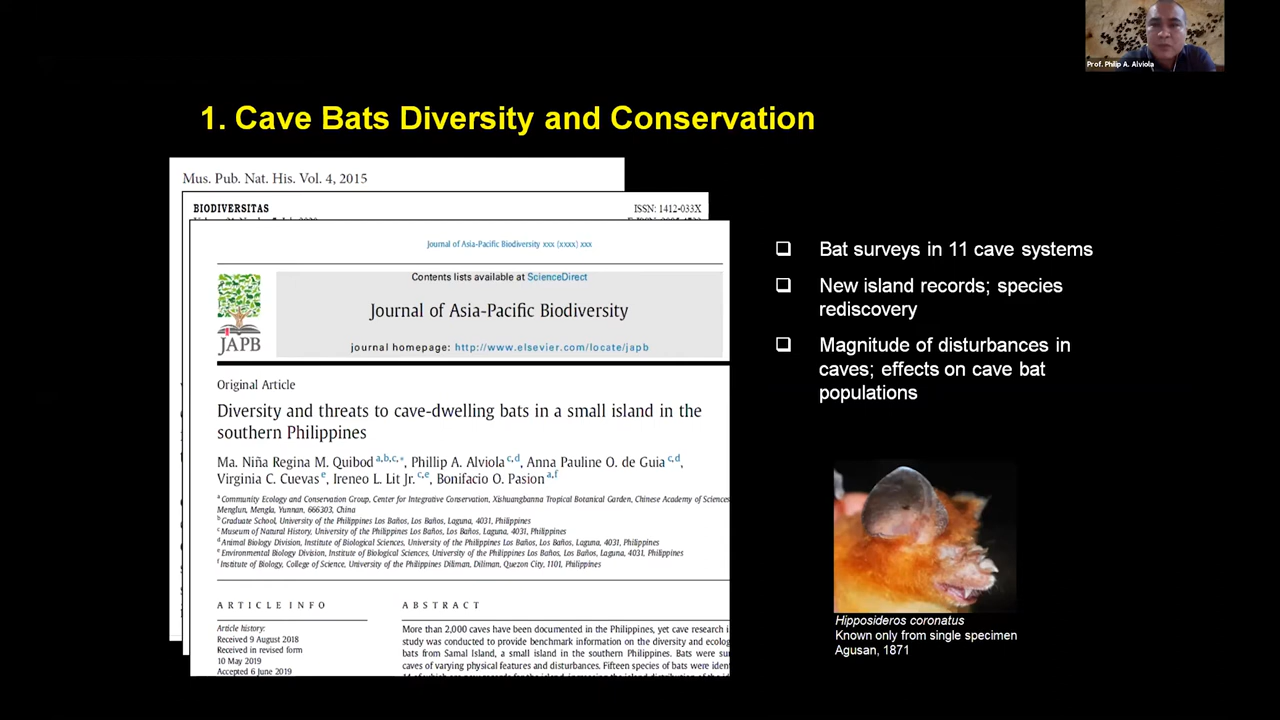 Prof. Philip A. Alviola
1. Cave Bats Diversity and Conservation
Mus. Pub. Nat. His. Vol. 4, 2015
BIODIVERSITAS
ISSN: 1412-033X
Journal of Asia-Pacific Biodiversity xxx (xxxx) xxx
Contents lists available at ScienceDirect
Journal of Asia-Pacific Biodiversity
JAPB
journal homepage: http://www.elsevier.com/locate/japb
Original Article
Diversity and threats to cave-dwelling bats in a small island in the
southern Philippines
Ma. Niña Regina M. Quibod a,b,c,*, Phillip A. Alviola c,d, Anna Pauline O. de Guia c,d,
Virginia C. Cuevas e, Ireneo L. Lit Jr. c,e, Bonifacio O. Pasion a,f
a Community Ecology and Conservation Group, Center for Integrative Conservation, Xishuangbanna Tropical Botanical Garden, Chinese Academy of Sciences
Menglun, Mengla, Yunnan, 666303, China
b Graduate School, University of the Philippines Los Baños, Los Baños, Laguna, 4031, Philippines
c Museum of Natural History, University of the Philippines Los Baños, Los Baños, Laguna, 4031, Philippines
d Animal Biology Division, Institute of Biological Sciences, University of the Philippines Los Baños, Los Baños, Laguna, 4031, Philippines
e Environmental Biology Division, Institute of Biological Sciences, University of the Philippines Los Baños, Los Baños, Laguna, 4031, Philippines
f Institute of Biology, College of Science, University of the Philippines Diliman, Diliman, Quezon City, 1101, Philippines
ARTICLE INFO
Article history:
Received 9 August 2018
Received in revised form
10 May 2019
Accepted 6 June 2019
ABSTRACT
More than 2,000 caves have been documented in the Philippines, yet cave research i
study was conducted to provide benchmark information on the diversity and ecolog
bats from Samal Island, a small island in the southern Philippines. Bats were su
caves of varying physical features and disturbances. Fifteen species of bats were iden
Bat surveys in 11 cave systems
New island records; species
rediscovery
Magnitude of disturbances in
caves; effects on cave bat
populations
Hipposideros coronatus
Known only from single specimen
Agusan, 1871